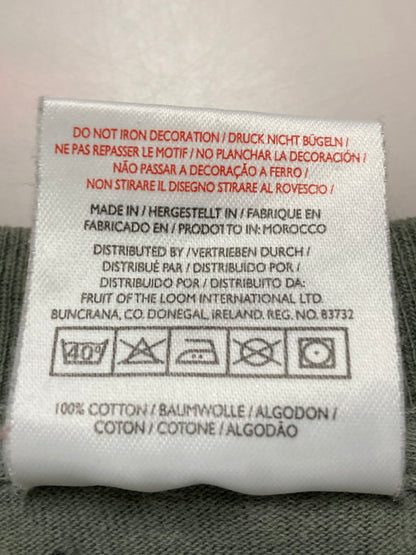 DO NOT IRON DECORATION / DRUCK NICHT BÜGELN /
NE PAS REPASSER LE MOTIF / NO PLANCHAR LA DECORACIÓN /
NÃO PASSAR A DECORAÇÃO A FERRO /
NON STIRARE IL DISEGNO STIRARE AL ROVESCIO /
MADE IN / HERGESTELLT IN / FABRIQUE EN
FABRICADO EN / PRODOTTO IN: MOROCCO
DISTRIBUTED BY / VERTRIEBEN DURCH /
DISTRIBUÉ PAR / DISTRIBUÍDO POR /
DISTRIBUIDO POR / DISTRIBUITO DA:
FRUIT OF THE LOOM INTERNATIONAL LTD.
BUNCRANA, CO. DONEGAL, IRELAND. REG. NO. 83732
40°
100% COTTON / BAUMWOLLE / ALGODON /
COTON / COTONE / ALGODÃO